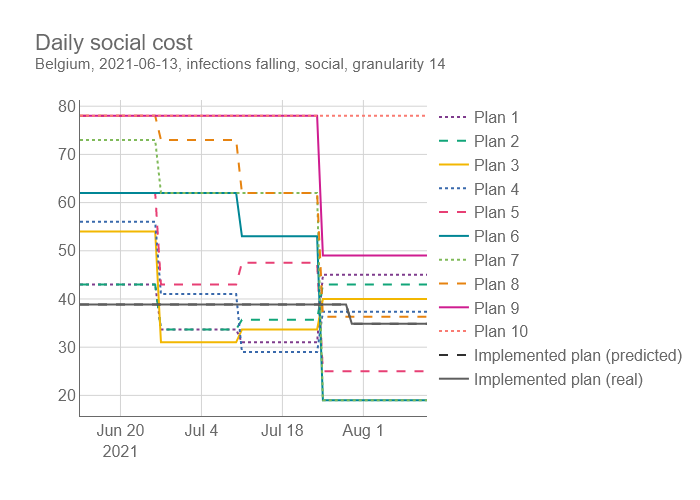 Daily social cost
Belgium, 2021-06-13, infections falling, social, granularity 14
80
70
60
50
40
30
20
Jun 20
2021
Jul 4
Jul 18
Aug 1
Plan 1
Plan 2
Plan 3
Plan 4
Plan 5
Plan 6
Plan 7
Plan 8
Plan 9
Plan 10
Implemented plan (predicted)
Implemented plan (real)